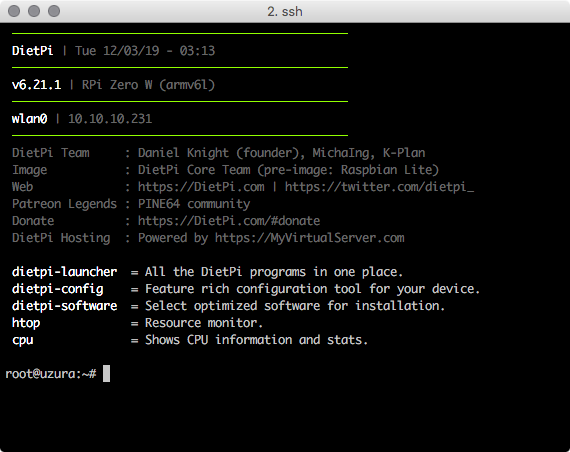 2. ssh
DietPi | Tue 12/03/19 - 03:13
v6.21.1 | RPi Zero W (armv6l)
wlan0 | 10.10.10.231
DietPi Team : Daniel Knight (founder), MichaIng, K-Plan
Image : DietPi Core Team (pre-image: Raspbian Lite)
Web : https://DietPi.com | https://twitter.com/dietpi_
Patreon Legends : PINE64 community
Donate : https://DietPi.com/#donate
DietPi Hosting : Powered by https://MyVirtualServer.com
dietpi-launcher = All the DietPi programs in one place.
dietpi-config = Feature rich configuration tool for your device.
dietpi-software = Select optimized software for installation.
htop = Resource monitor.
cpu = Shows CPU information and stats.
root@uzura:~#